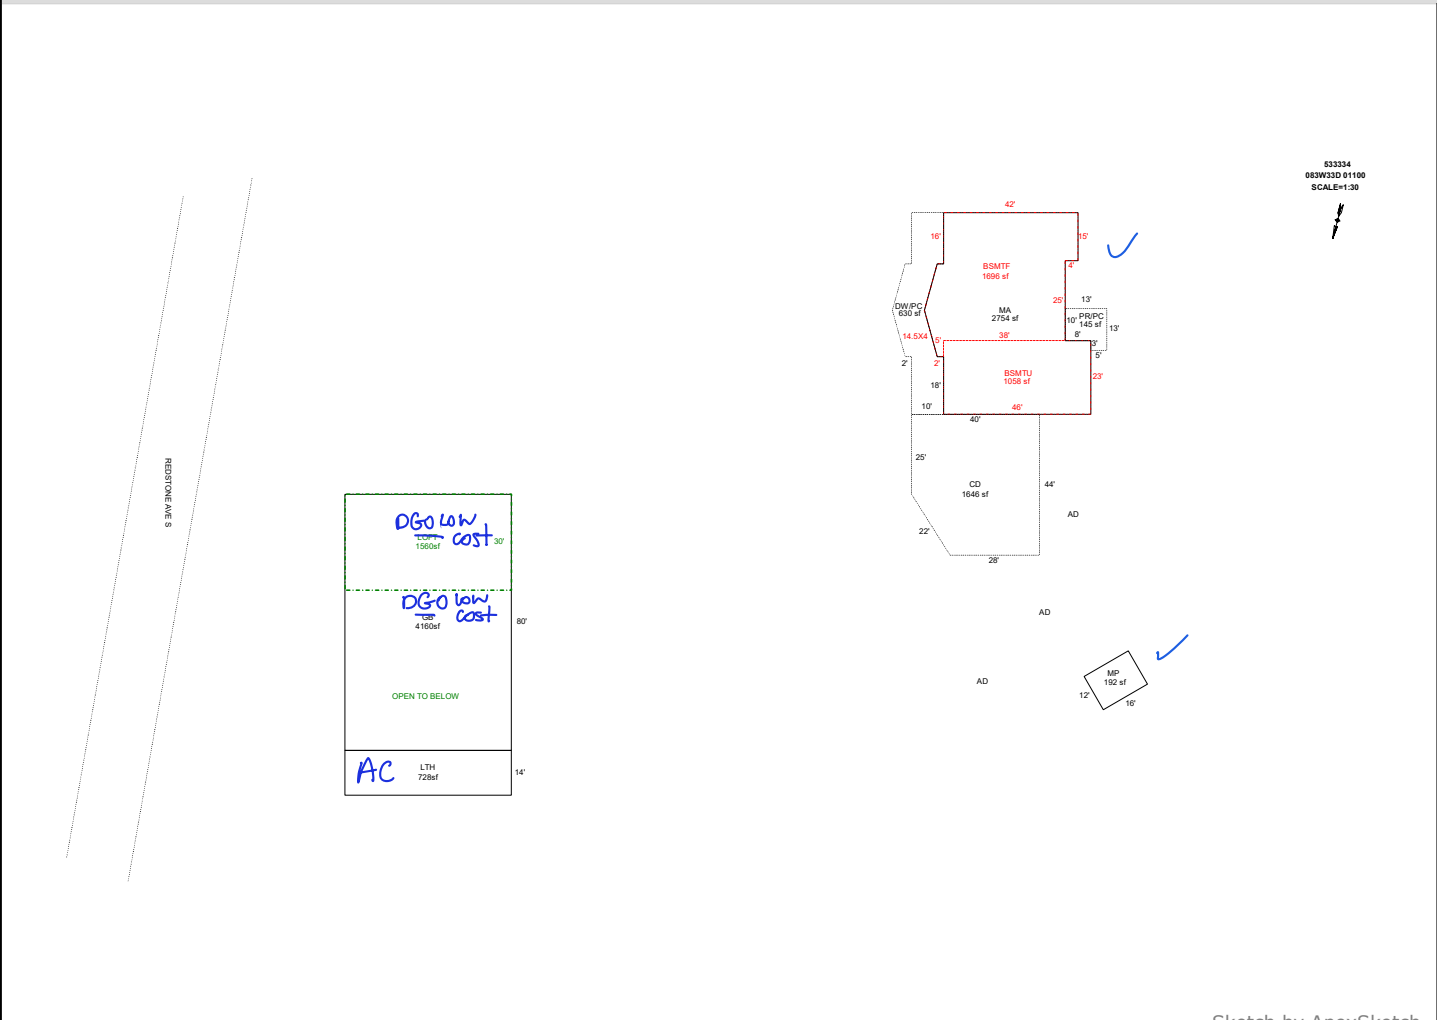 533334
083W33D 01100
SCALE=1:30
42'
16'
15'
BSMTF
1696 sf
4'
25'
13'
DW/PC
630 sf
MA
2754 sf
10'
PR/PC
145 sf
13'
14.5X4
5'
38'
8'
3'
5'
2'
2'
BSMTU
1058 sf
23'
18'
10'
46'
40'
25'
CD
1646 sf
44'
AD
22'
28'
REDSTONE AVE S
DGO LOW
COST
LOFT
1560sf
30'
DGO LOW
COST
GB
4160sf
80'
AD
OPEN TO BELOW
AD
MP
192 sf
12'
16'
AC
LTH
728sf
14'
Sketch by ApexSketch